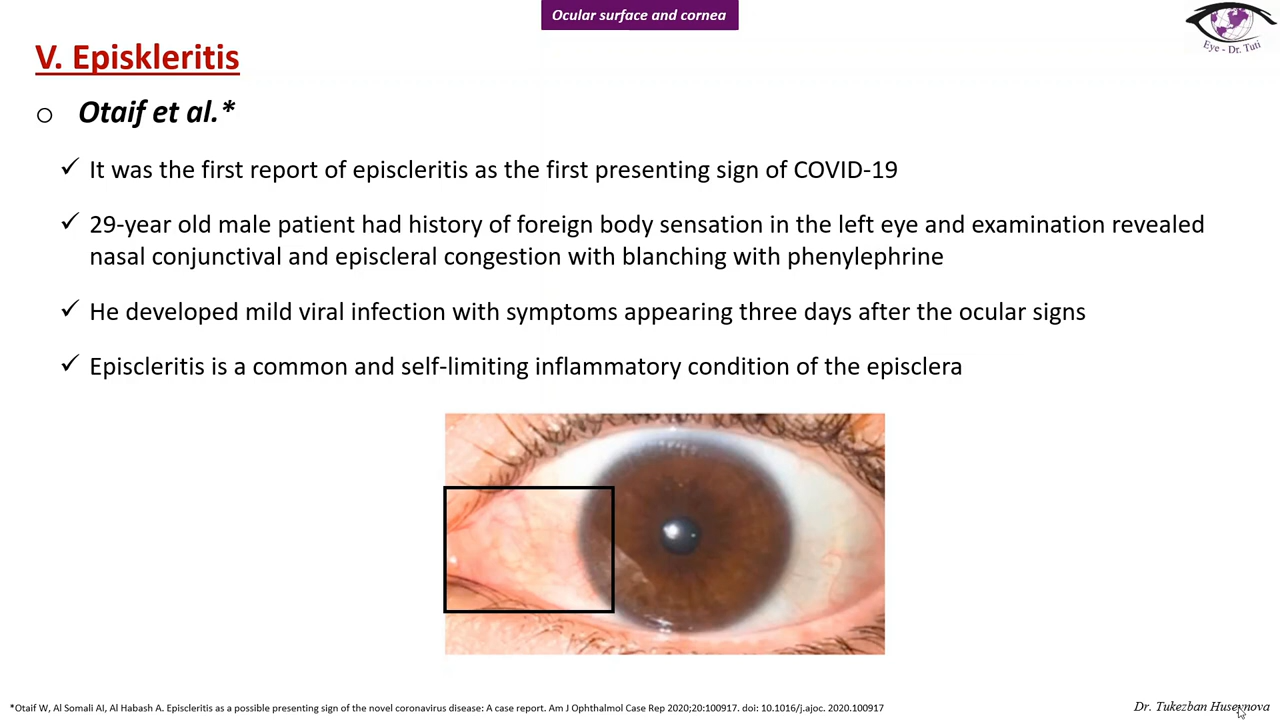 Ocular surface and cornea
Eye - Dr. Tuti
V. Episkleritis
o Otaif et al.*
✓ It was the first report of episcleritis as the first presenting sign of COVID-19
✓ 29-year old male patient had history of foreign body sensation in the left eye and examination revealed
nasal conjunctival and episcleral congestion with blanching with phenylephrine
✓ He developed mild viral infection with symptoms appearing three days after the ocular signs
✓ Episcleritis is a common and self-limiting inflammatory condition of the episclera
*Otaif W, Al Somali AI, Al Habash A. Episcleritis as a possible presenting sign of the novel coronavirus disease: A case report. Am J Ophthalmol Case Rep 2020;20:100917. doi: 10.1016/j.ajoc. 2020.100917
Dr. Tukezban Huseynova